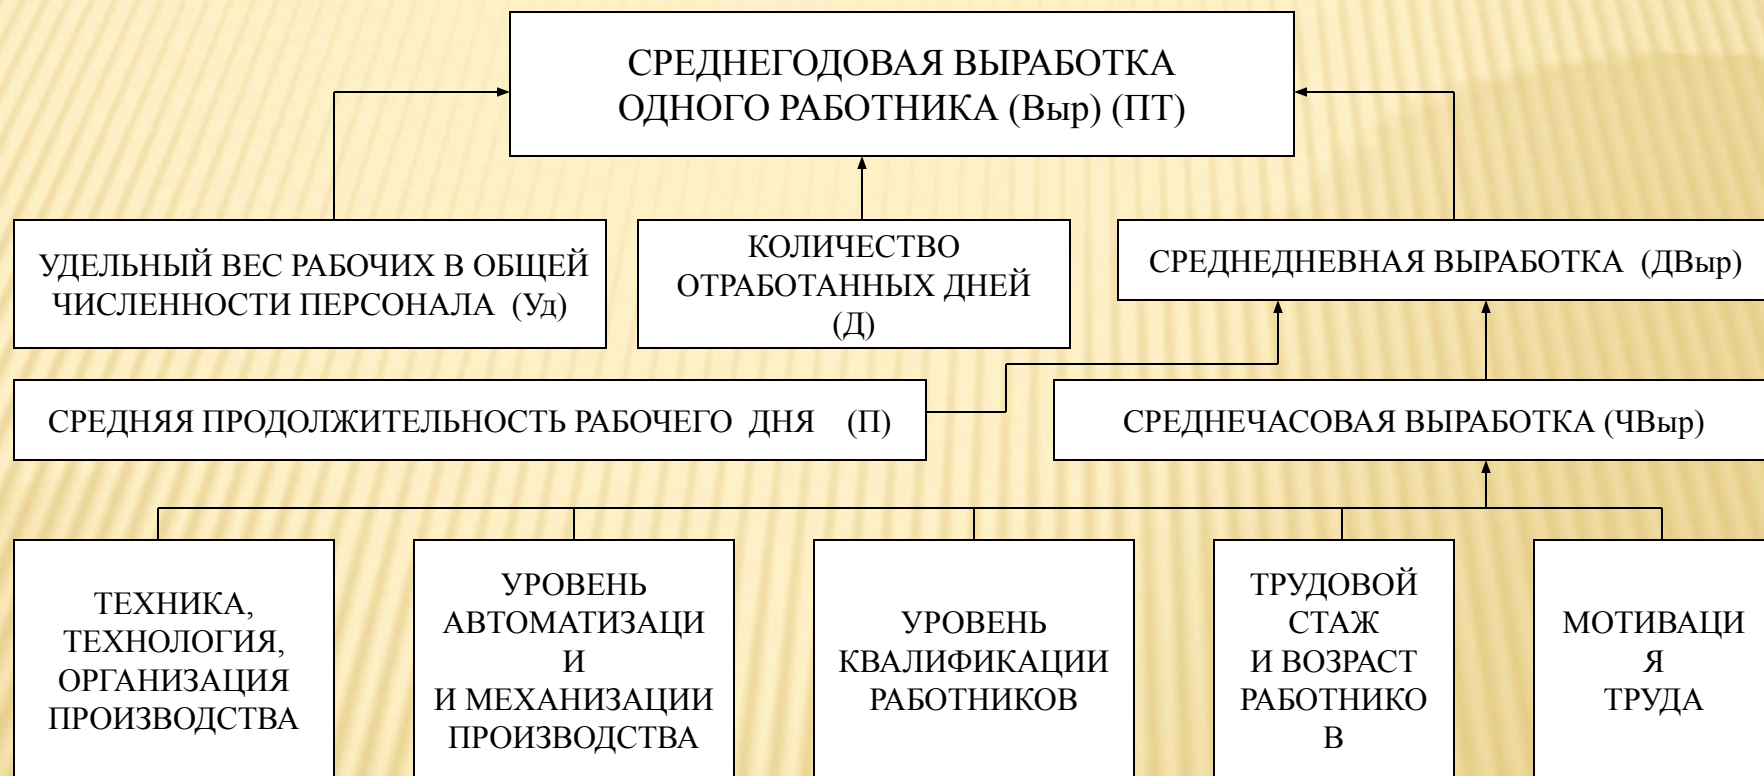 СРЕДНЕГОДОВАЯ ВЫРАБОТКА
ОДНОГО РАБОТНИКА (Выр) (ПТ)
УДЕЛЬНЫЙ ВЕС РАБОЧИХ В ОБЩЕЙ
ЧИСЛЕННОСТИ ПЕРСОНАЛА (Уд)
КОЛИЧЕСТВО
ОТРАБОТАННЫХ ДНЕЙ
(Д)
СРЕДНЕДНЕВНАЯ ВЫРАБОТКА (ДВыр)
СРЕДНЯЯ ПРОДОЛЖИТЕЛЬНОСТЬ РАБОЧЕГО ДНЯ (П)
СРЕДНЕЧАСОВАЯ ВЫРАБОТКА (ЧВыр)
ТЕХНИКА,
ТЕХНОЛОГИЯ,
ОРГАНИЗАЦИЯ
ПРОИЗВОДСТВА
УРОВЕНЬ
АВТОМАТИЗАЦИ
И
И МЕХАНИЗАЦИИ
ПРОИЗВОДСТВА
УРОВЕНЬ
КВАЛИФИКАЦИИ
РАБОТНИКОВ
ТРУДОВОЙ
СТАЖ
И ВОЗРАСТ
РАБОТНИКО
В
МОТИВАЦИ
Я
ТРУДА